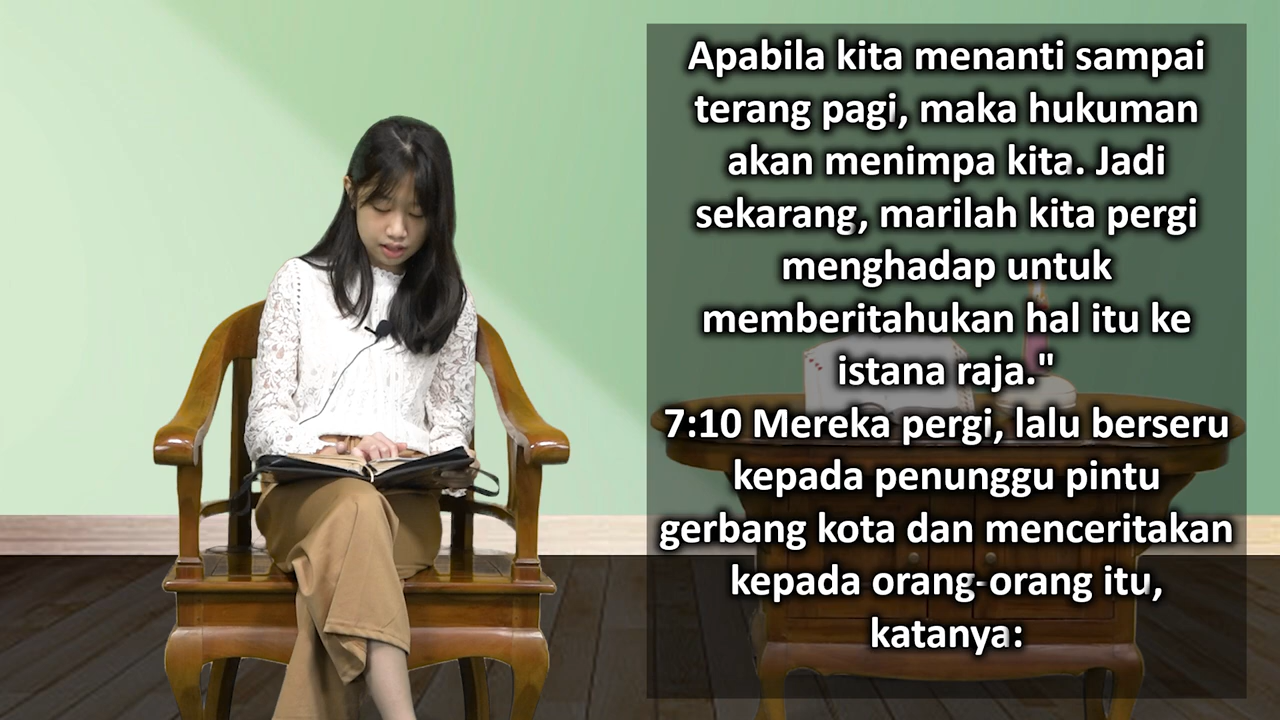 Apabila kita menanti sampai
terang pagi, maka hukuman
akan menimpa kita. Jadi
sekarang, marilah kita pergi
menghadap untuk
memberitahukan hal itu ke
istana raja."
7:10 Mereka pergi, lalu berseru
kepada penunggu pintu
gerbang kota dan menceritakan
kepada orang-orang itu,
katanya: